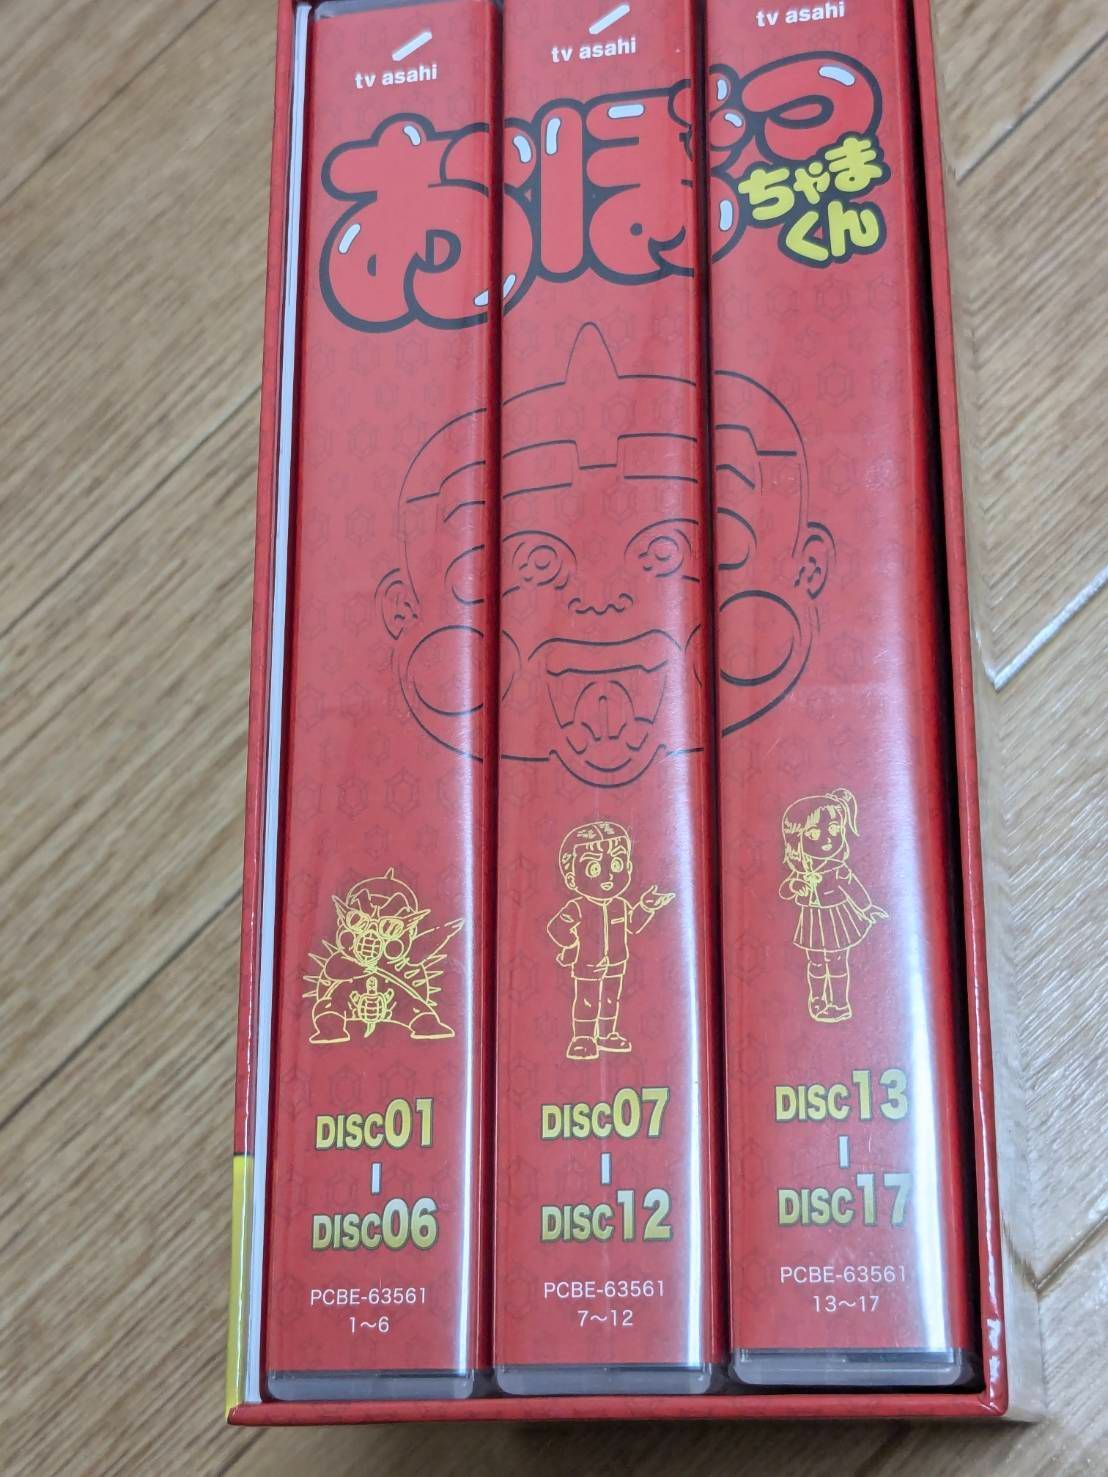 tv asahi
tv asahi
tv asahi
おぼっ
ちゃま
くん
DISC01
DISC06
PCBE-63561
1〜6
DISC07
DISC12
PCBE-63561
7〜12
DISC13
DISC17
PCBE-63561
13〜17